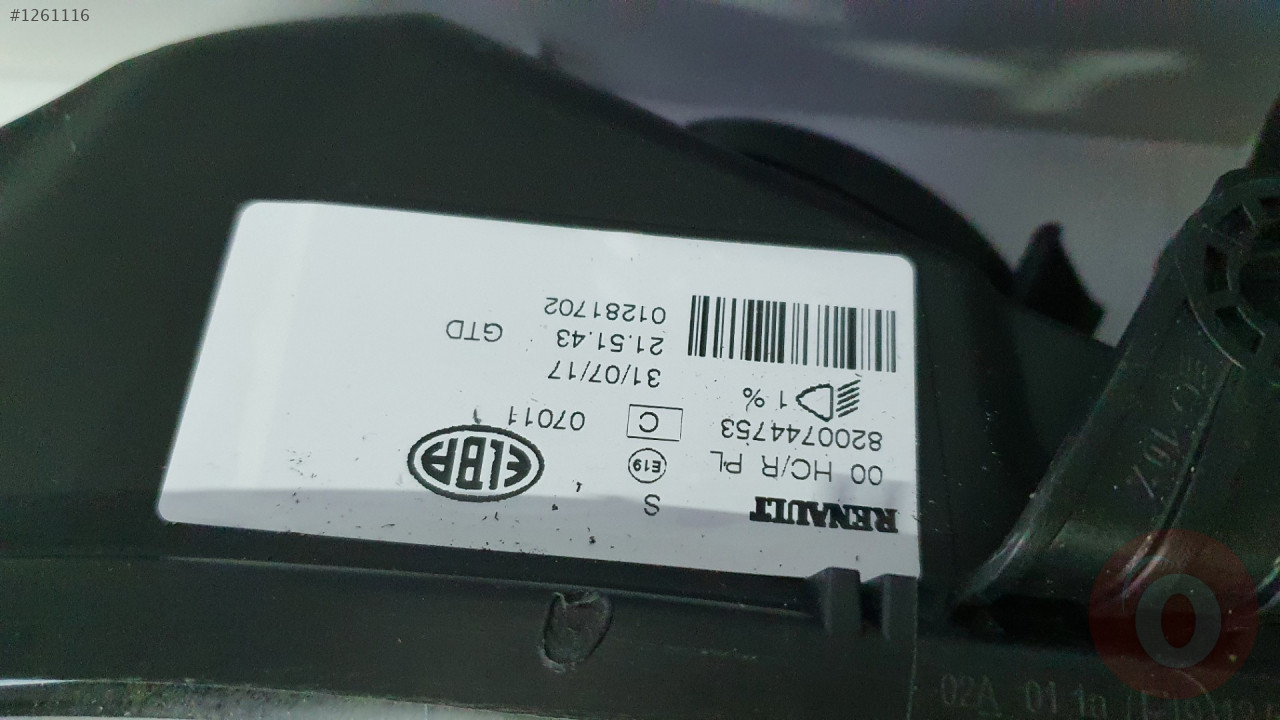 #1261116
RENAULT
S
00 HC/R PL
E19
ELBA
8200744753
C
07011
1 %
31/07/17
21.51.43
GTD
01281702
O